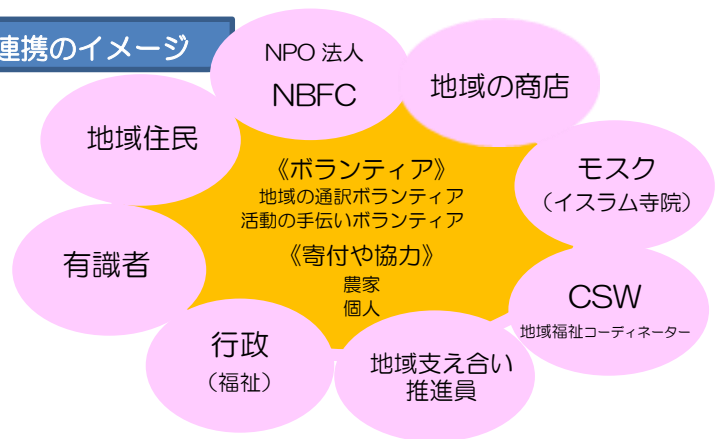 連携のイメージ
NPO 法人
NBFC
地域の商店
地域住民
モスク
（イスラム寺院）
《ボランティア》
地域の通訳ボランティア
活動の手伝いボランティア
《寄付や協力》
農家
個人
有識者
CSW
地域福祉コーディネーター
行政
（福祉）
地域支え合い
推進員